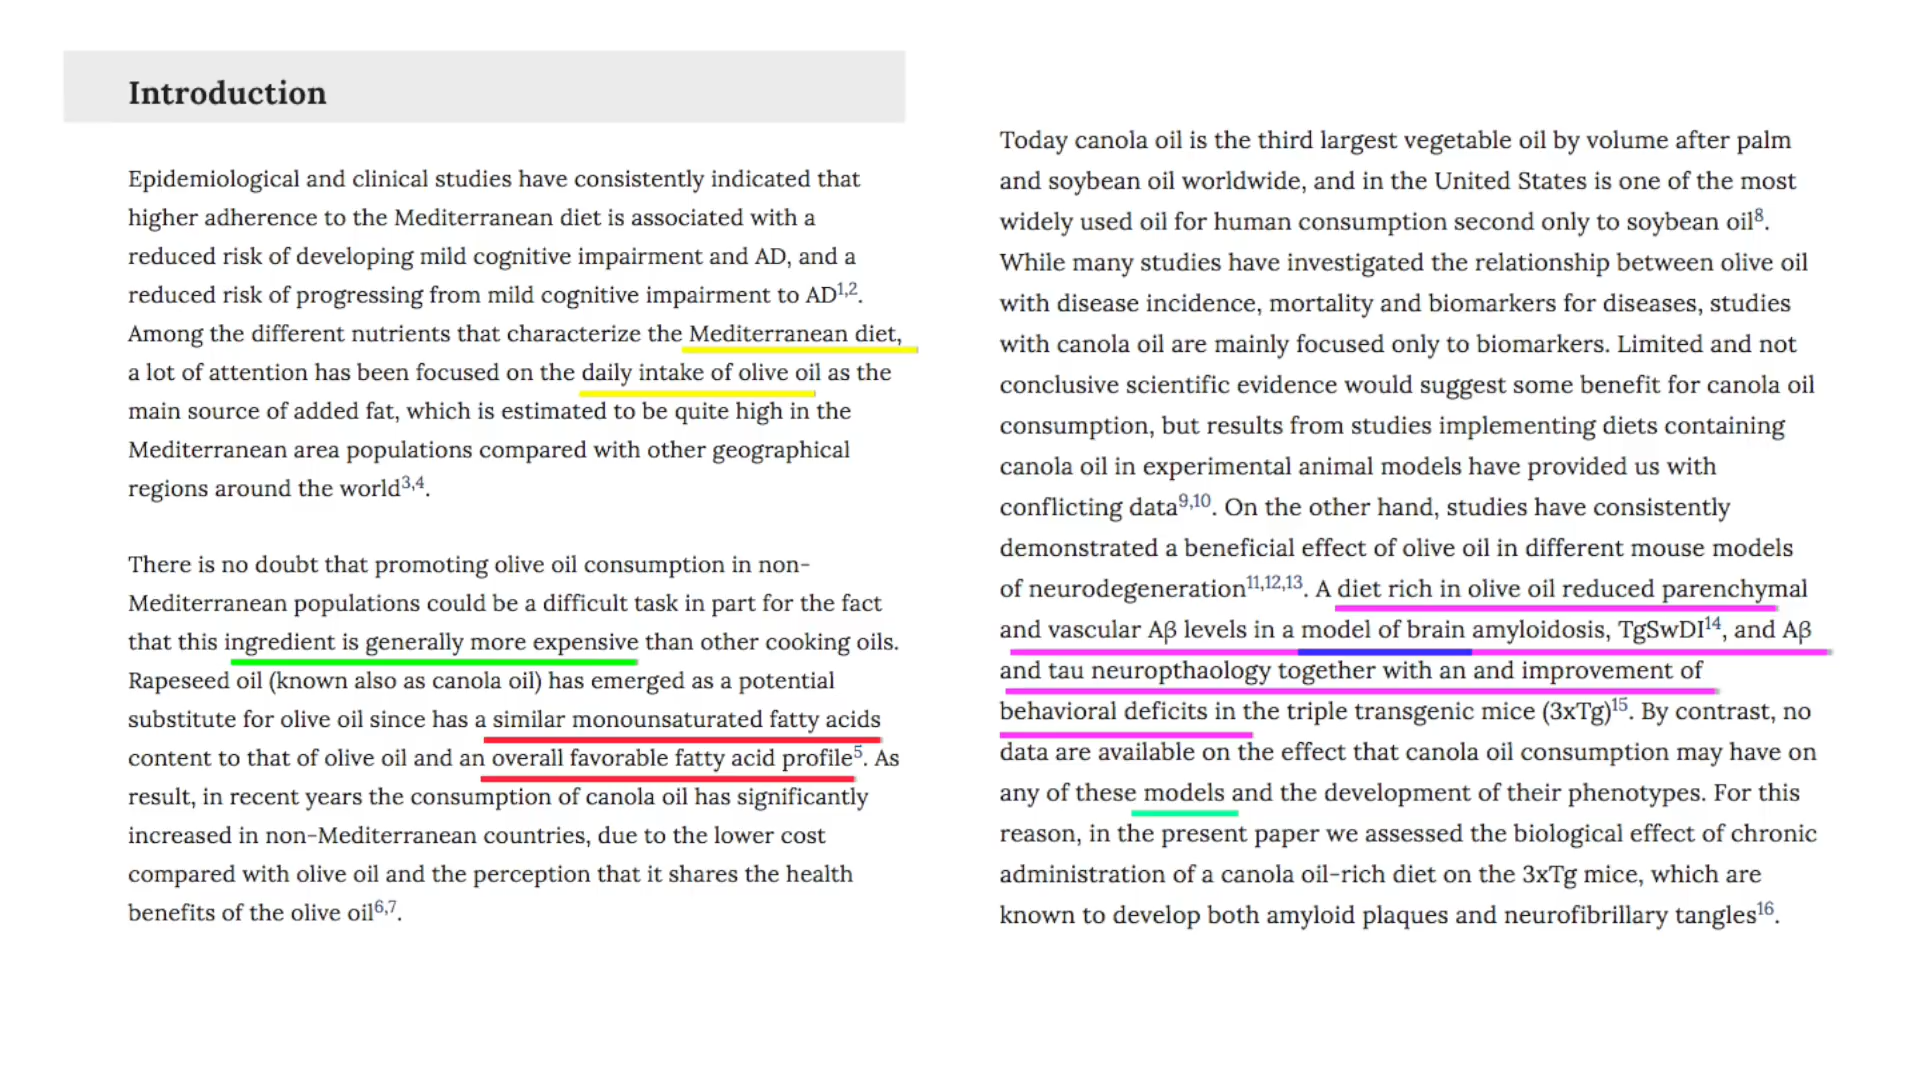 Introduction
Epidemiological and clinical studies have consistently indicated that
higher adherence to the Mediterranean diet is associated with a
reduced risk of developing mild cognitive impairment and AD, and a
reduced risk of progressing from mild cognitive impairment to AD1,2.
Among the different nutrients that characterize the Mediterranean diet,
a lot of attention has been focused on the daily intake of olive oil as the
main source of added fat, which is estimated to be quite high in the
Mediterranean area populations compared with other geographical
regions around the world3,4.
There is no doubt that promoting olive oil consumption in non-
Mediterranean populations could be a difficult task in part for the fact
that this ingredient is generally more expensive than other cooking oils.
Rapeseed oil (known also as canola oil) has emerged as a potential
substitute for olive oil since has a similar monounsaturated fatty acids
content to that of olive oil and an overall favorable fatty acid profile5. As
result, in recent years the consumption of canola oil has significantly
increased in non-Mediterranean countries, due to the lower cost
compared with olive oil and the perception that it shares the health
benefits of the olive oil6,7.
Today canola oil is the third largest vegetable oil by volume after palm
and soybean oil worldwide, and in the United States is one of the most
widely used oil for human consumption second only to soybean oil8.
While many studies have investigated the relationship between olive oil
with disease incidence, mortality and biomarkers for diseases, studies
with canola oil are mainly focused only to biomarkers. Limited and not
conclusive scientific evidence would suggest some benefit for canola oil
consumption, but results from studies implementing diets containing
canola oil in experimental animal models have provided us with
conflicting data9,10. On the other hand, studies have consistently
demonstrated a beneficial effect of olive oil in different mouse models
of neurodegeneration11,12,13. A diet rich in olive oil reduced parenchymal
and vascular Aβ levels in a model of brain amyloidosis, TgSwDI14, and Aβ
and tau neuropthaology together with an and improvement of
behavioral deficits in the triple transgenic mice (3xTg)15. By contrast, no
data are available on the effect that canola oil consumption may have on
any of these models and the development of their phenotypes. For this
reason, in the present paper we assessed the biological effect of chronic
administration of a canola oil-rich diet on the 3xTg mice, which are
known to develop both amyloid plaques and neurofibrillary tangles16.